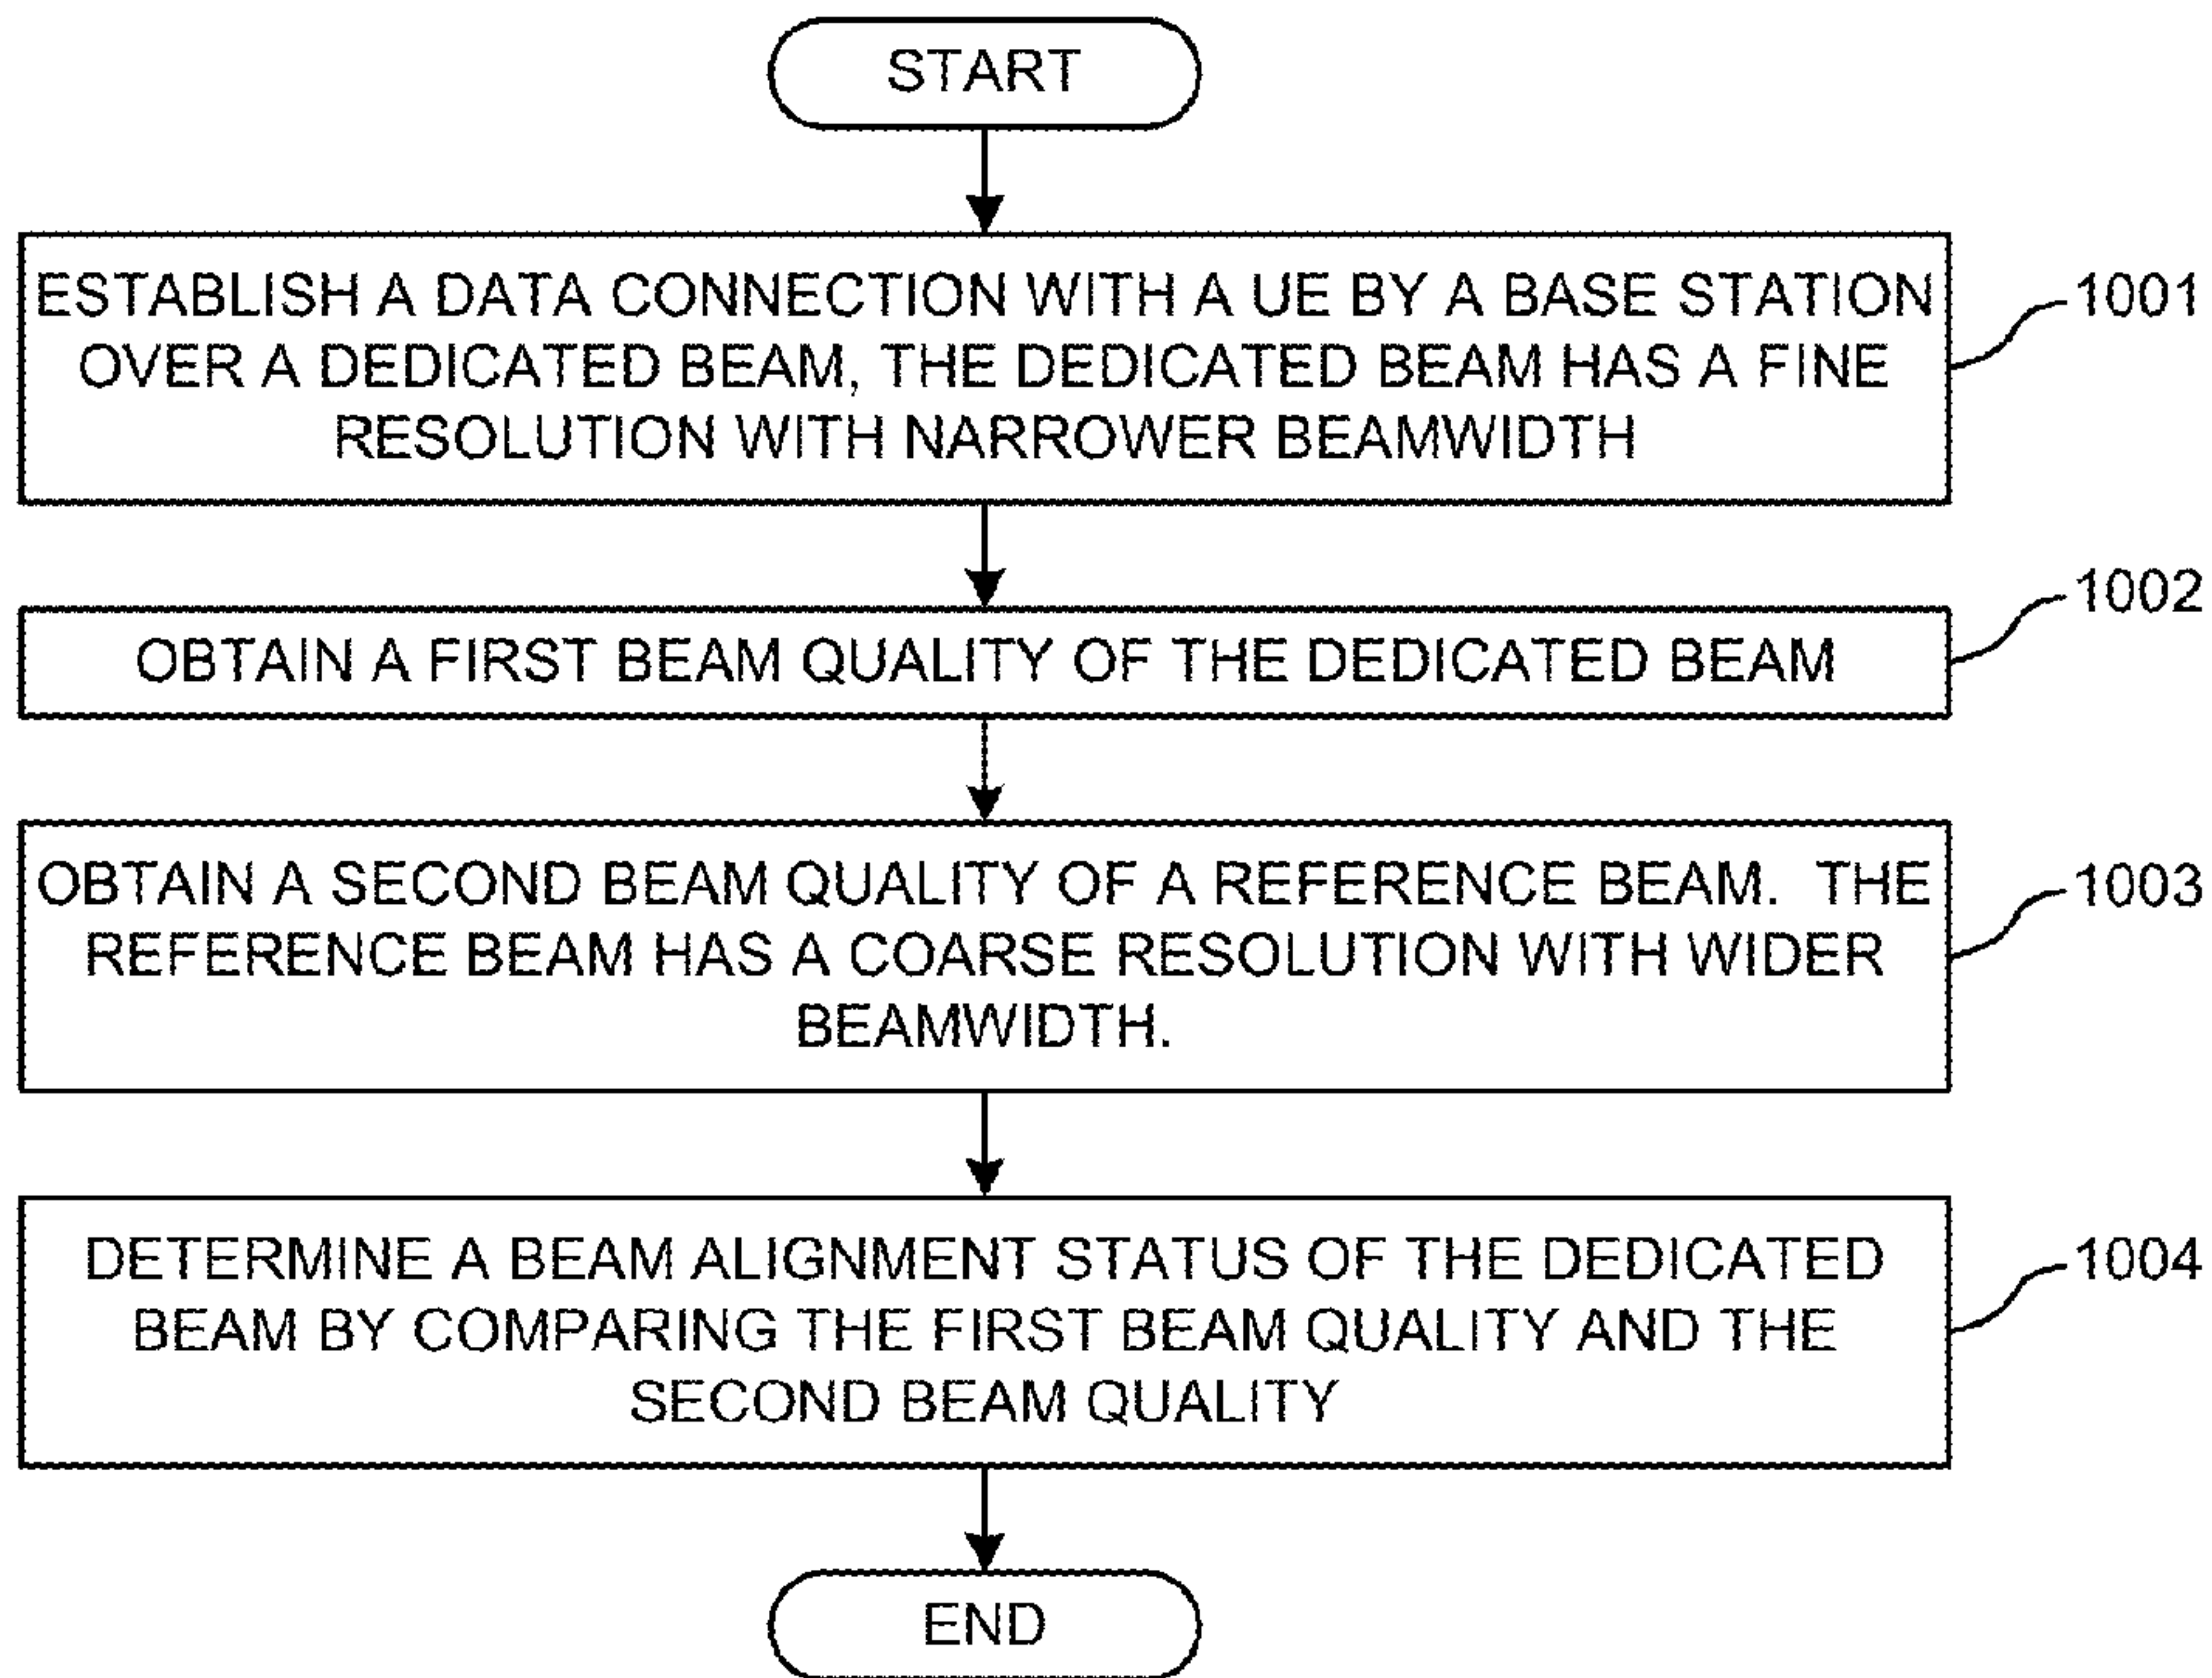 START
ESTABLISH A DATA CONNECTION WITH A UE BY A BASE STATION
OVER A DEDICATED BEAM, THE DEDICATED BEAM HAS A FINE
RESOLUTION WITH NARROWER BEAMWIDTH
1001
OBTAIN A FIRST BEAM QUALITY OF THE DEDICATED BEAM
1002
OBTAIN A SECOND BEAM QUALITY OF A REFERENCE BEAM. THE
REFERENCE BEAM HAS A COARSE RESOLUTION WITH WIDER
BEAMWIDTH.
1003
DETERMINE A BEAM ALIGNMENT STATUS OF THE DEDICATED
BEAM BY COMPARING THE FIRST BEAM QUALITY AND THE
SECOND BEAM QUALITY
1004
END